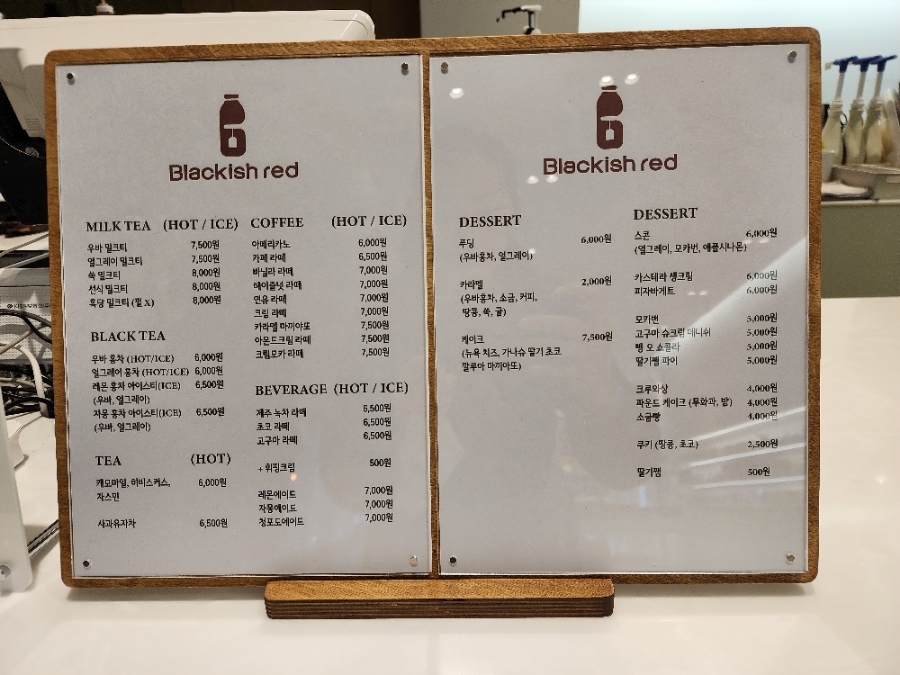 Blackish red
MILK TEA (HOT / ICE)
우바 밀크티 7,500원
얼그레이 밀크티 7,500원
쑥 밀크티 8,000원
선식 밀크티 8,000원
흑당 밀크티 (펄 X) 8,000원
BLACK TEA
우바 홍차 (HOT/ICE) 6,000원
얼그레이 홍차 (HOT/ICE) 6,000원
레몬 홍차 아이스티(ICE) 6,500원
(우바, 얼그레이)
자몽 홍차 아이스티(ICE) 6,500원
(우바, 얼그레이)
TEA (HOT)
캐모마일, 히비스커스, 6,000원
자스민
사과유자차 6,500원
COFFEE (HOT / ICE)
아메리카노 6,000원
카페 라떼 6,500원
바닐라 라떼 7,000원
헤이즐넛 라떼 7,000원
연유 라떼 7,000원
크림 라떼 7,000원
카라멜 마끼아또 7,500원
아몬드크림 라떼 7,500원
크림모카 라떼 7,500원
BEVERAGE (HOT / ICE)
제주 녹차 라떼 6,500원
초코 라떼 6,500원
고구마 라떼 6,500원
+ 휘핑크림 500원
레몬에이드 7,000원
자몽에이드 7,000원
청포도에이드 7,000원
Blackish red
DESSERT
푸딩 6,000원
(우바홍차, 얼그레이)
카라멜 2,000원
(우바홍차, 소금, 커피,
땅콩, 쑥, 귤)
케이크 7,500원
(뉴욕 치즈, 가나슈 딸기 초코
깔루아 마끼아또)
DESSERT
스콘 6,000원
(얼그레이, 모카번, 애플시나몬)
카스테라 생크림 6,000원
피자바게트 6,000원
모카번 5,000원
고구마 슈크림 데니쉬 5,000원
뺑 오 쇼콜라 5,000원
딸기쨈 파이 5,000원
크루와상 4,000원
파운드 케이크 (무화과, 밤) 4,000원
소금빵 4,000원
쿠키 (땅콩, 초코) 2,500원
딸기쨈 500원